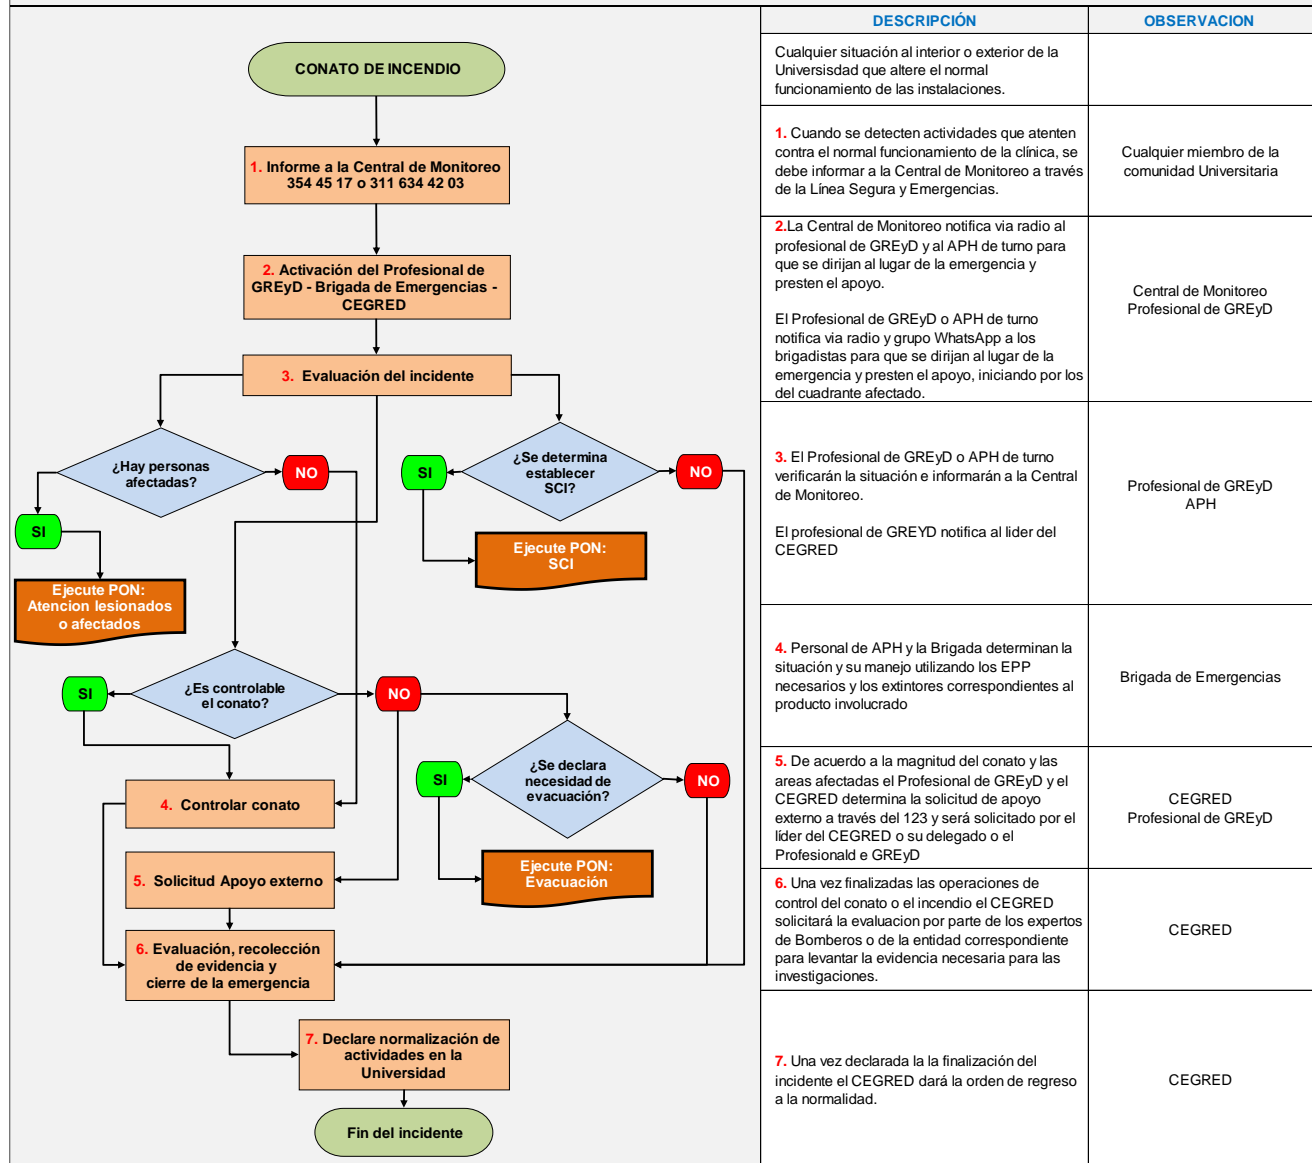 DESCRIPCIÓN
OBSERVACION
CONATO DE INCENDIO
1. Informe a la Central de Monitoreo
354 45 17 o 311 634 42 03
2. Activación del Profesional de
GREyD - Brigada de Emergencias -
CEGRED
3. Evaluación del incidente
¿Hay personas
afectadas?
NO
SI
Ejecute PON:
Atencion lesionados
o afectados
¿Se determina
establecer
SCI?
SI
NO
Ejecute PON:
SCI
¿Es controlable
el conato?
SI
NO
¿Se declara
necesidad de
evacuación?
SI
NO
Ejecute PON:
Evacuación
4. Controlar conato
5. Solicitud Apoyo externo
6. Evaluación, recolección
de evidencia y
cierre de la emergencia
7. Declare normalización de
actividades en la
Universidad
Fin del incidente
Cualquier situación al interior o exterior de la
Universisdad que altere el normal
funcionamiento de las instalaciones.
1. Cuando se detecten actividades que atenten
contra el normal funcionamiento de la clínica, se
debe informar a la Central de Monitoreo a través
de la Línea Segura y Emergencias.
Cualquier miembro de la
comunidad Universitaria
2.La Central de Monitoreo notifica via radio al
profesional de GREyD y al APH de turno para
que se dirijan al lugar de la emergencia y
presten el apoyo.
El Profesional de GREyD o APH de turno
notifica via radio y grupo WhatsApp a los
brigadistas para que se dirijan al lugar de la
emergencia y presten el apoyo, iniciando por los
del cuadrante afectado.
Central de Monitoreo
Profesional de GREyD
3. El Profesional de GREyD o APH de turno
verificarán la situación e informarán a la Central
de Monitoreo.
El profesional de GREYD notifica al lider del
CEGRED
Profesional de GREyD
APH
4. Personal de APH y la Brigada determinan la
situación y su manejo utilizando los EPP
necesarios y los extintores correspondientes al
producto involucrado
Brigada de Emergencias
5. De acuerdo a la magnitud del conato y las
areas afectadas el Profesional de GREyD y el
CEGRED determina la solicitud de apoyo
externo a través del 123 y será solicitado por el
líder del CEGRED o su delegado o el
Profesionald e GREyD
CEGRED
Profesional de GREyD
6. Una vez finalizadas las operaciones de
control del conato o el incendio el CEGRED
solicitará la evaluacion por parte de los expertos
de Bomberos o de la entidad correspondiente
para levantar la evidencia necesaria para las
investigaciones.
CEGRED
7. Una vez declarada la la finalización del
incidente el CEGRED dará la orden de regreso
a la normalidad.
CEGRED